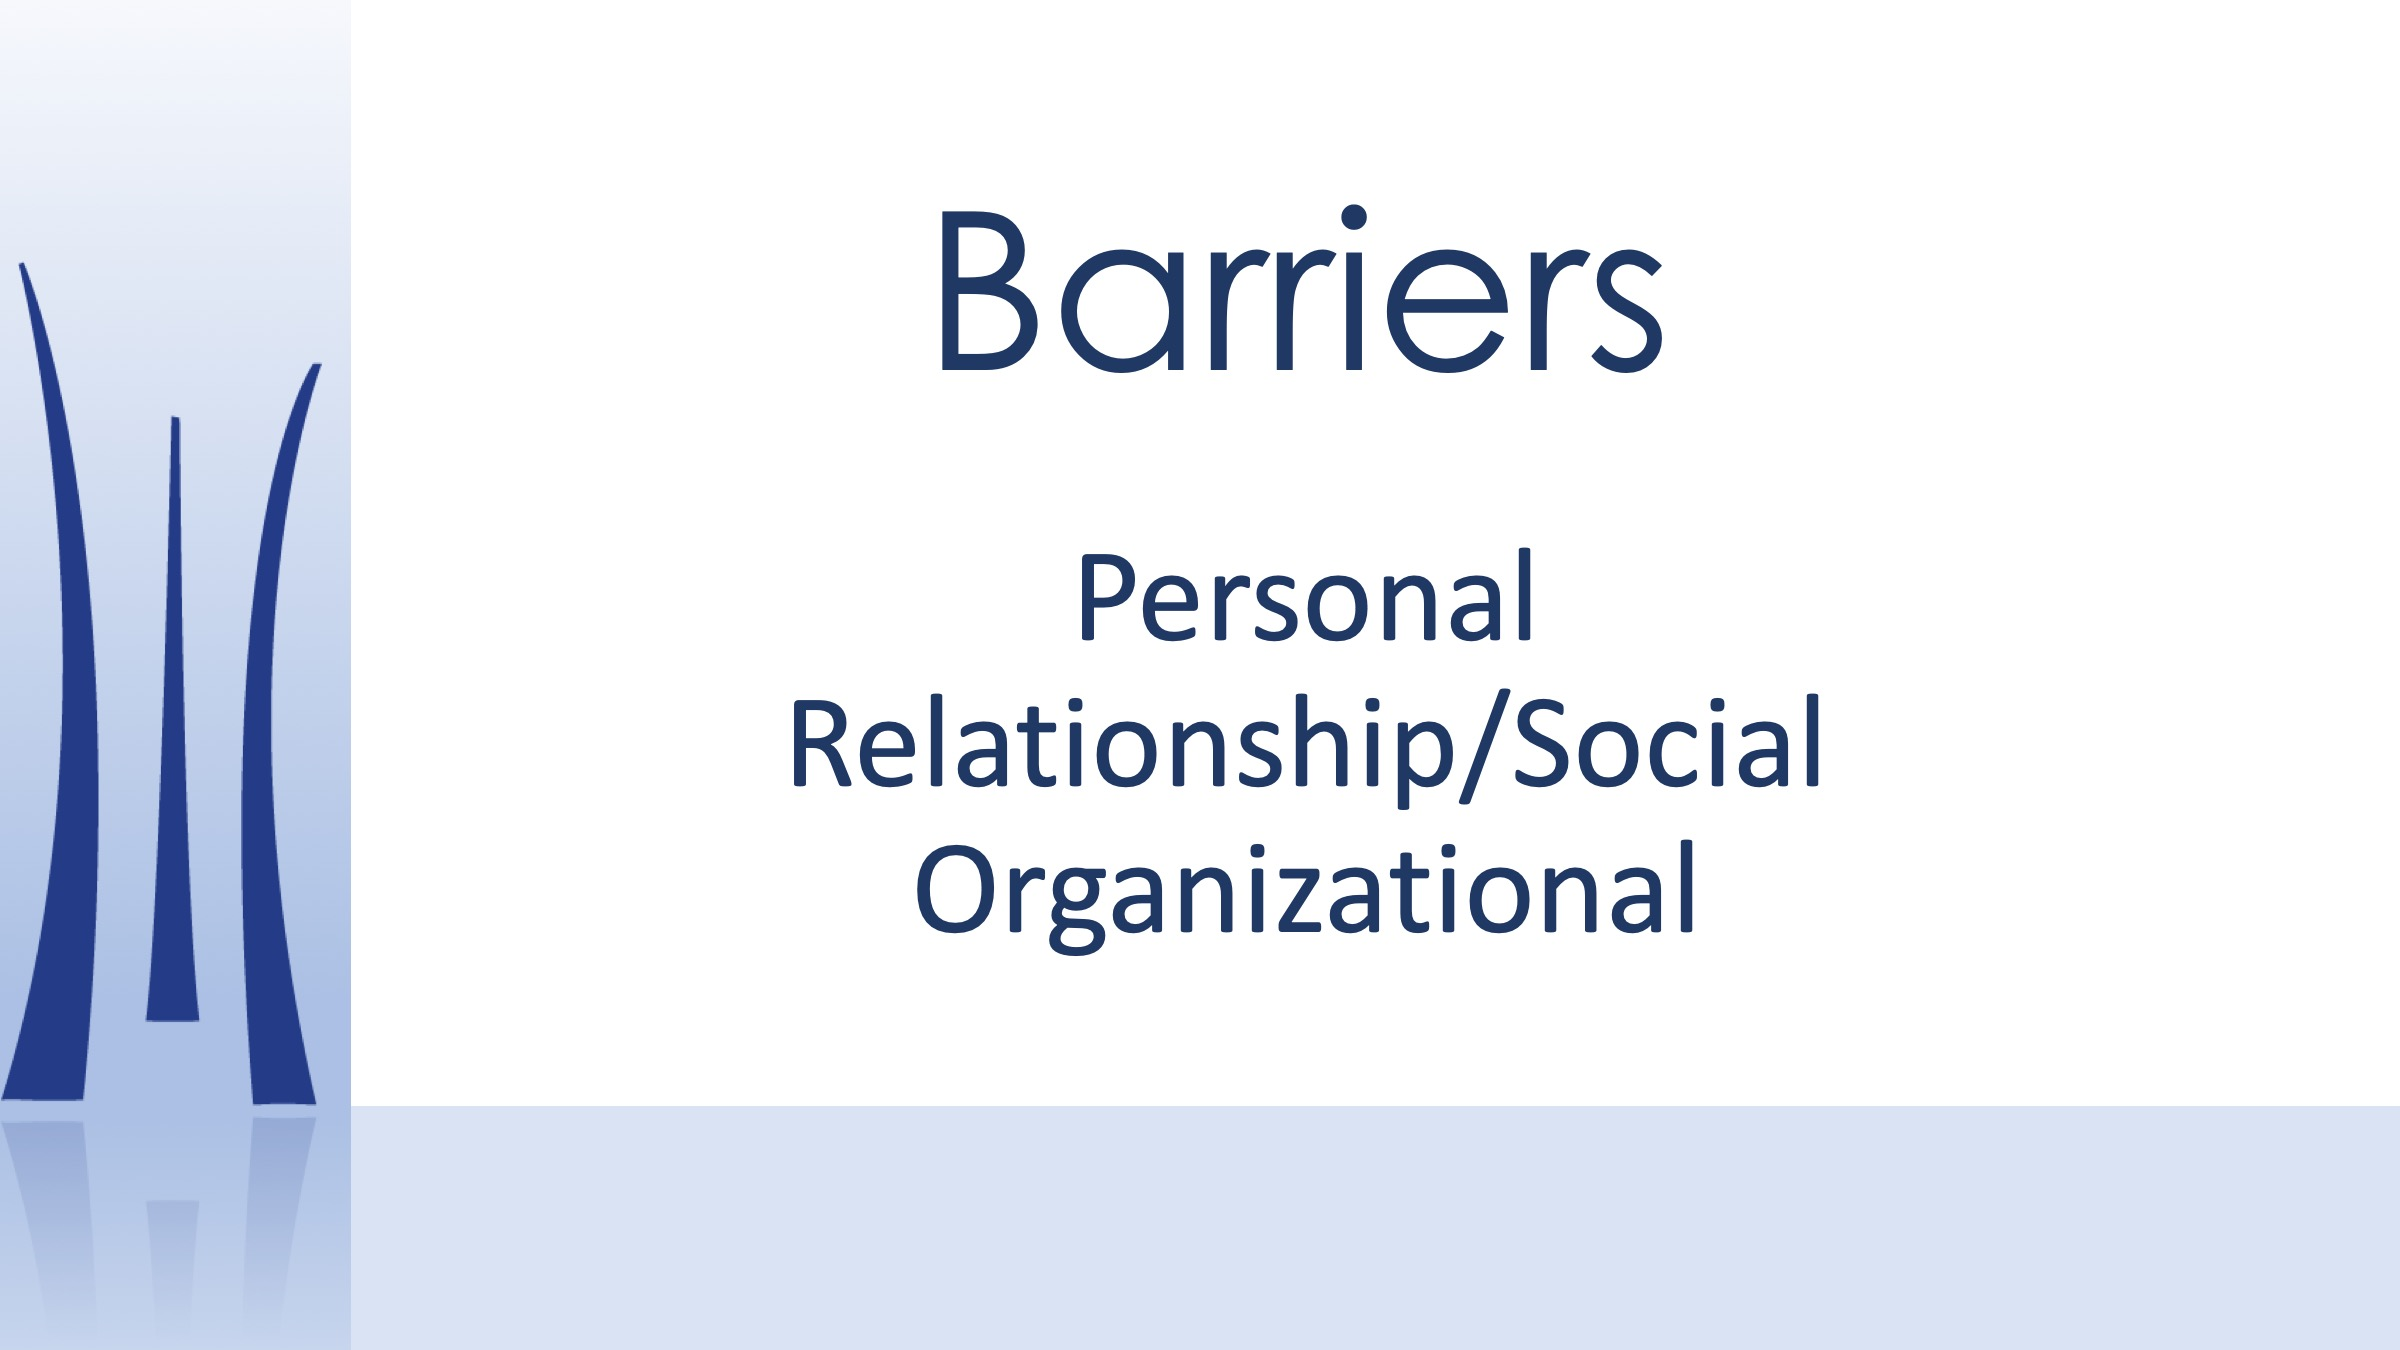 Barriers
Personal
Relationship/Social
Organizational